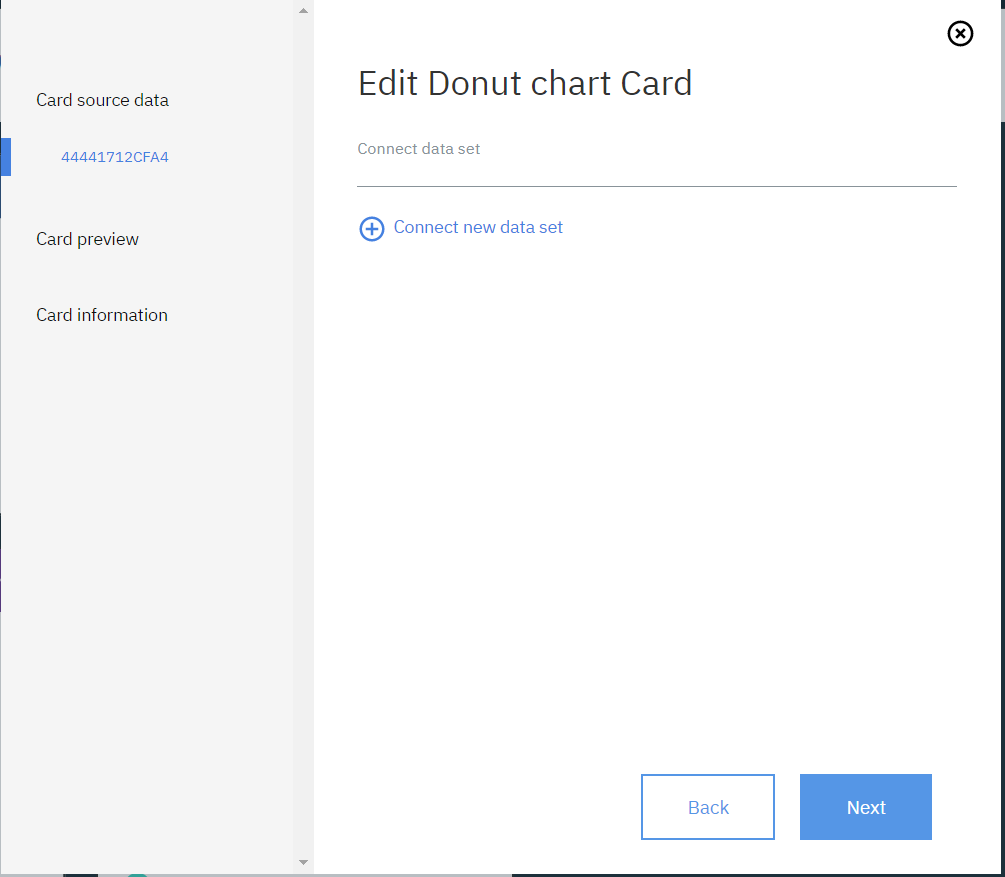 Card source data
44441712CFA4
Card preview
Card information
Edit Donut chart Card
Connect data set
Connect new data set
Back
Next